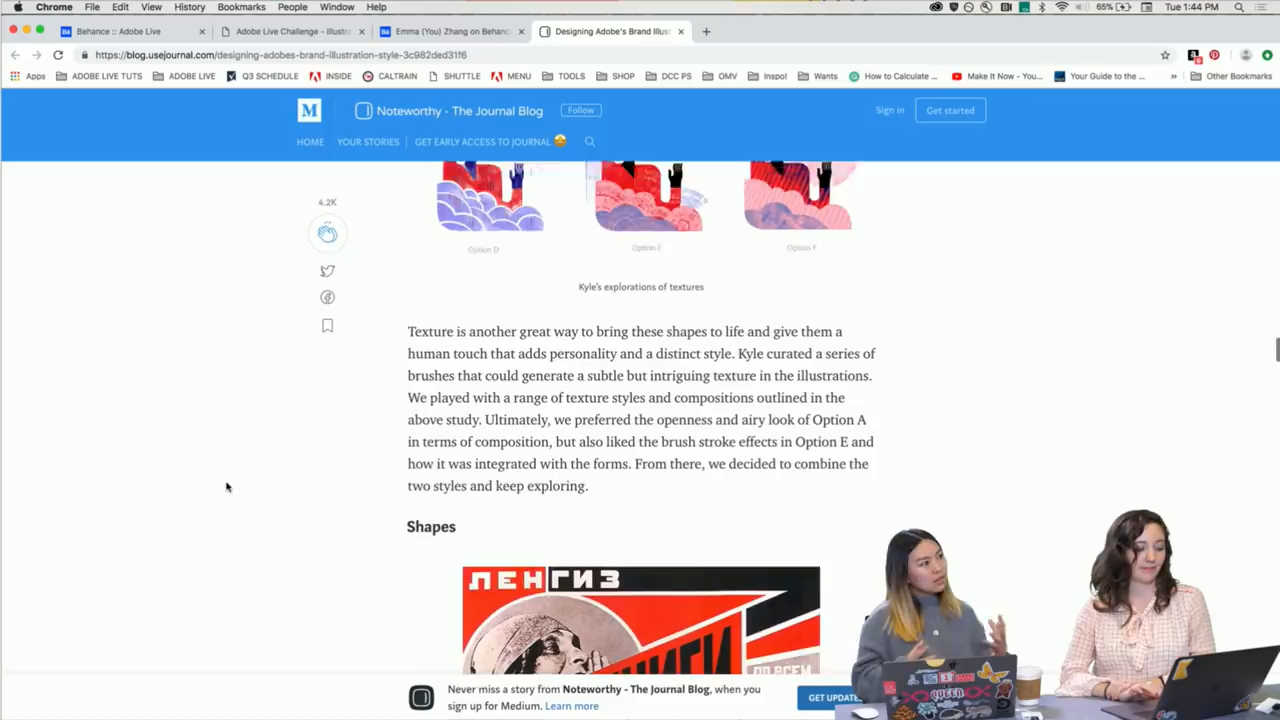 Chrome File Edit View History Bookmarks People Window Help 65% Tue 1:44 PM
Behance :: Adobe Live Adobe Live Challenge - Illustra Emma (You) Zhang on Behanc Designing Adobe's Brand Illust
https://blog.usejournal.com/designing-adobes-brand-illustration-style-3c982ded31f6
Apps ADOBE LIVE TUTS ADOBE LIVE Q3 SCHEDULE INSIDE CALTRAIN SHUTTLE MENU TOOLS SHOP DCC PS OMV Inspo! Wants How to Calculate ... Make It Now - You... Your Guide to the ... » Other Bookmarks
M Noteworthy - The Journal Blog Follow Sign in Get started
HOME YOUR STORIES GET EARLY ACCESS TO JOURNAL
4.2K
Option D Option E Option F
Kyle's explorations of textures
Texture is another great way to bring these shapes to life and give them a
human touch that adds personality and a distinct style. Kyle curated a series of
brushes that could generate a subtle but intriguing texture in the illustrations.
We played with a range of texture styles and compositions outlined in the
above study. Ultimately, we preferred the openness and airy look of Option A
in terms of composition, but also liked the brush stroke effects in Option E and
how it was integrated with the forms. From there, we decided to combine the
two styles and keep exploring.
Shapes
ЛЕНГИЗ
Never miss a story from Noteworthy - The Journal Blog, when you
sign up for Medium. Learn more
GET UPDATE
QUEEN